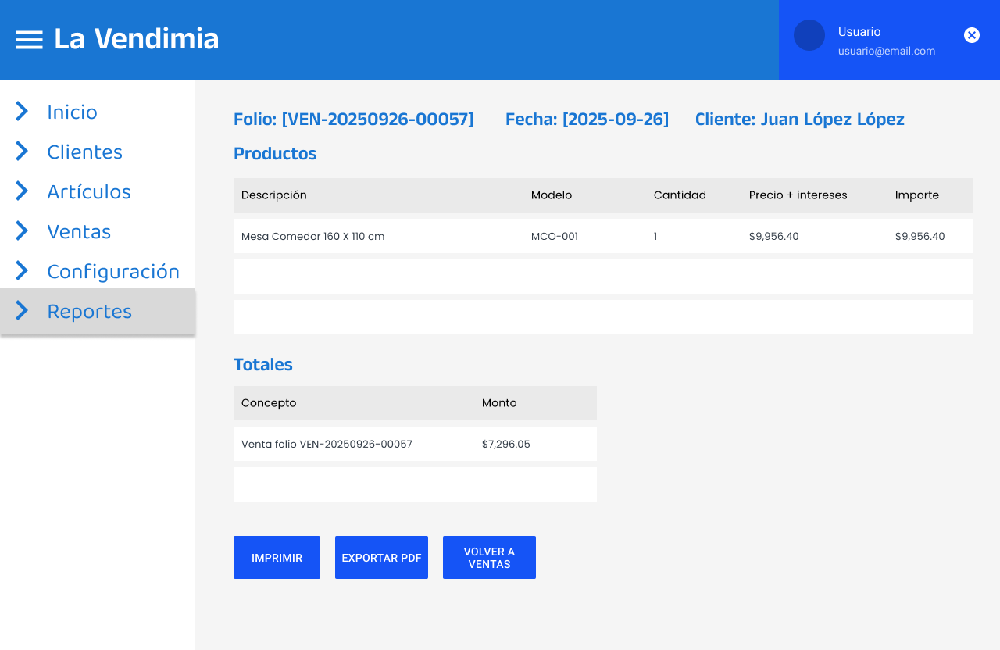 La Vendimia
Usuario
usuario@email.com
Inicio
Clientes
Artículos
Ventas
Configuración
Reportes
Folio: [VEN-20250926-00057] Fecha: [2025-09-26] Cliente: Juan López López
Productos
Descripción Modelo Cantidad Precio + intereses Importe
Mesa Comedor 160 X 110 cm MCO-001 1 $9,956.40 $9,956.40
Totales
Concepto Monto
Venta folio VEN-20250926-00057 $7,296.05
IMPRIMIR EXPORTAR PDF VOLVER A
VENTAS